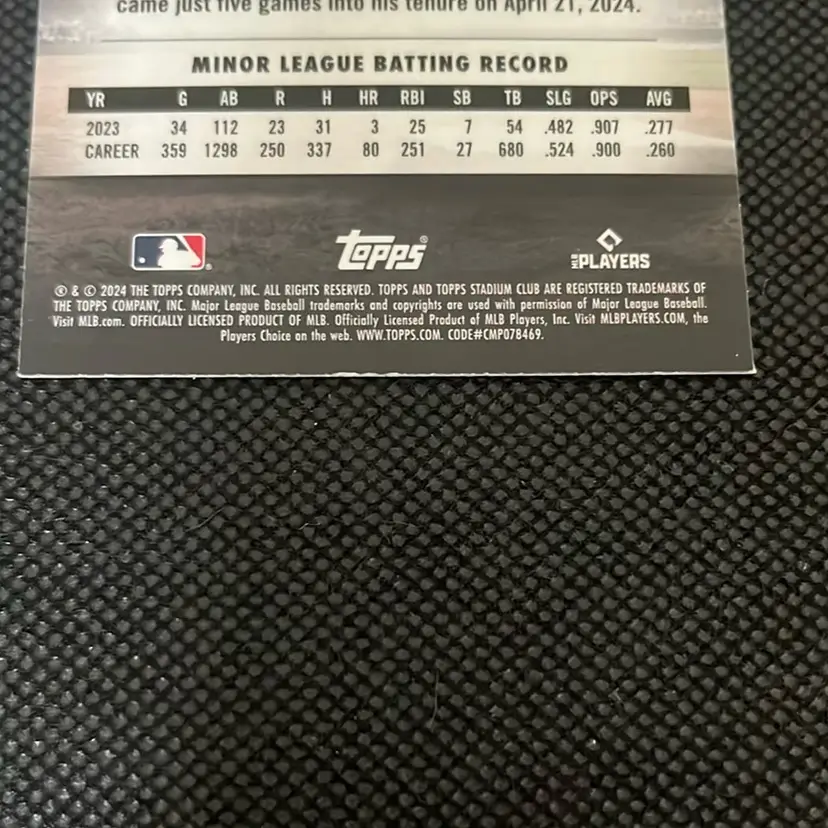 came just five games into his tenure on April 21, 2024.
MINOR LEAGUE BATTING RECORD
YR G AB R H HR RBI SB TB SLG OPS AVG
2023 34 112 23 31 3 25 7 54 .482 .907 .277
CAREER 359 1298 250 337 80 251 27 680 .524 .900 .260
topps® MLB PLAYERS
® & © 2024 THE TOPPS COMPANY, INC. ALL RIGHTS RESERVED. TOPPS AND TOPPS STADIUM CLUB ARE REGISTERED TRADEMARKS OF
THE TOPPS COMPANY, INC. Major League Baseball trademarks and copyrights are used with permission of Major League Baseball.
Visit MLB.com. OFFICIALLY LICENSED PRODUCT OF MLB. Officially Licensed Product of MLB Players, Inc. Visit MLBPLAYERS.COM, the
Players Choice on the web. WWW.TOPPS.COM. CODE#CMP078469.